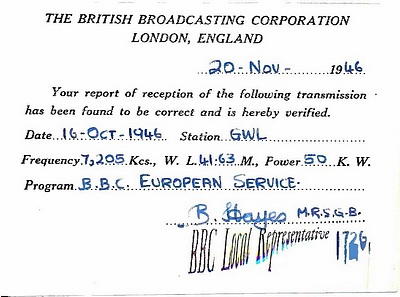 THE BRITISH BROADCASTING CORPORATION
LONDON, ENGLAND
20-Nov- 1946
Your report of reception of the following transmission
has been found to be correct and is hereby verified.
Date 16-OCT-1946 Station GWL
Frequency 7,205 Kcs., W. L. 41.63 M., Power 50 K. W.
Program B.B.C. EUROPEAN SERVICE.
B. Hayes M.R.S.G.B.
BBC Local Representative 1726